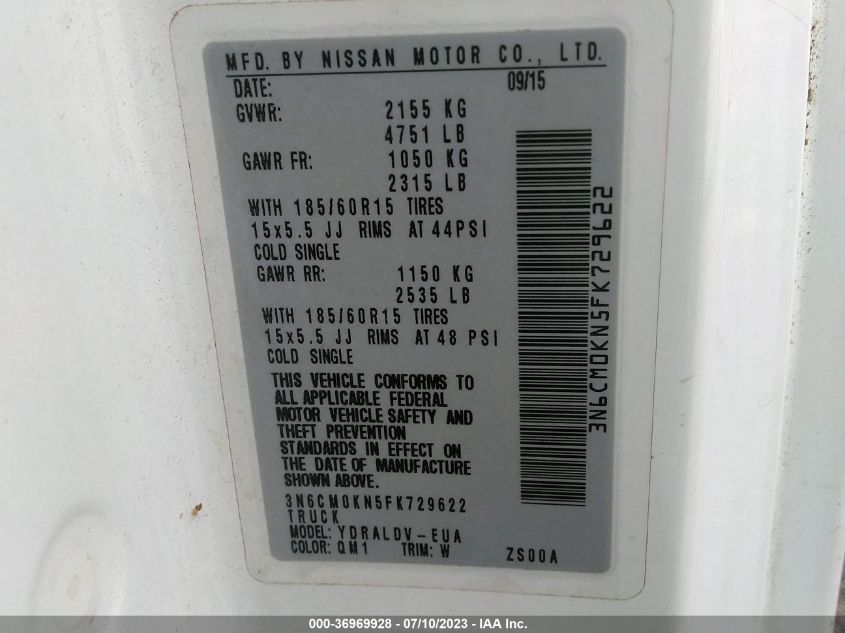 MFD. BY NISSAN MOTOR CO., LTD.
DATE: 09/15
GVWR: 2155 KG
4751 LB
GAWR FR: 1050 KG
2315 LB
WITH 185/60R15 TIRES
15x5.5 JJ RIMS AT 44PSI
COLD SINGLE
GAWR RR: 1150 KG
2535 LB
WITH 185/60R15 TIRES
15x5.5 JJ RIMS AT 48 PSI
COLD SINGLE
THIS VEHICLE CONFORMS TO
ALL APPLICABLE FEDERAL
MOTOR VEHICLE SAFETY AND
THEFT PREVENTION
STANDARDS IN EFFECT ON
THE DATE OF MANUFACTURE
SHOWN ABOVE.
3N6CM0KN5FK729622
TRUCK
MODEL: YDRALDV-EUA
COLOR: QM1 TRIM: W ZS00A
3N6CM0KN5FK729622
000-36969928 - 07/10/2023 - IAA Inc.